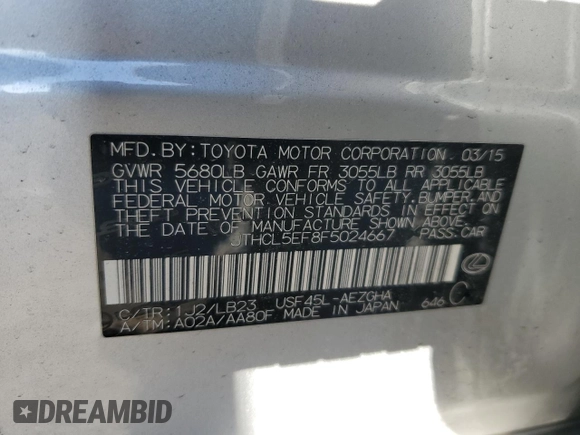 MFD.BY:TOYOTA MOTOR CORPORATION 03/15
GVWR 5680LB GAWR FR 3055LB RR 3055LB
THIS VEHICLE CONFORMS TO ALL APPLICABLE
FEDERAL MOTOR VEHICLE SAFETY,BUMPER,AND
THEFT PREVENTION STANDARDS IN EFFECT ON
THE DATE OF MANUFACTURE SHOWN ABOVE.
JTHCL5EF8F5024667 PASS.CAR
C/TR:1J2/LB23 USF45L-AEZGHA
A/TM:A02A/AA80F MADE IN JAPAN 646 C
DREAMBID